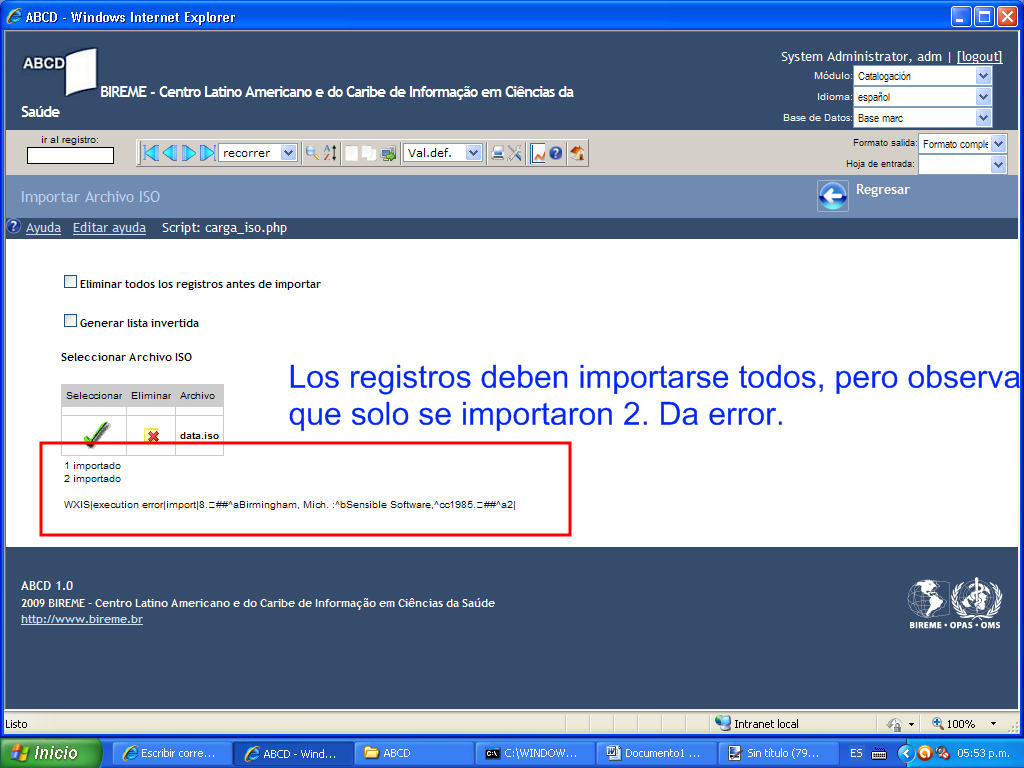 ABCD - Windows Internet Explorer
ABCD
BIREME - Centro Latino Americano e do Caribe de Informação em Ciências da
Saúde
System Administrator, adm | [logout]
Módulo: Catalogación
Idioma: español
Base de Datos: Base marc
ir al registro:
recorrer
A
Z
Val.def.
Formato salida: Formato comple
Hoja de entrada:
Importar Archivo ISO
Regresar
? Ayuda Editar ayuda Script: carga_iso.php
Eliminar todos los registros antes de importar
Generar lista invertida
Seleccionar Archivo ISO
Seleccionar Eliminar Archivo
data.iso
Los registros deben importarse todos, pero observa
que solo se importaron 2. Da error.
1 importado
2 importado
WXIS|execution error|import|8.□##^aBirmingham, Mich. :^bSensible Software,^cc1985.□##^a2|
ABCD 1.0
2009 BIREME - Centro Latino Americano e do Caribe de Informação em Ciências da Saúde
http://www.bireme.br
BIREME • OPAS • OMS
Listo
Intranet local
100%
Inicio
Escribir corre...
ABCD - Wind...
ABCD
C:\WINDOW...
Documento1 ...
Sin título (79...
ES
05:53 p.m.